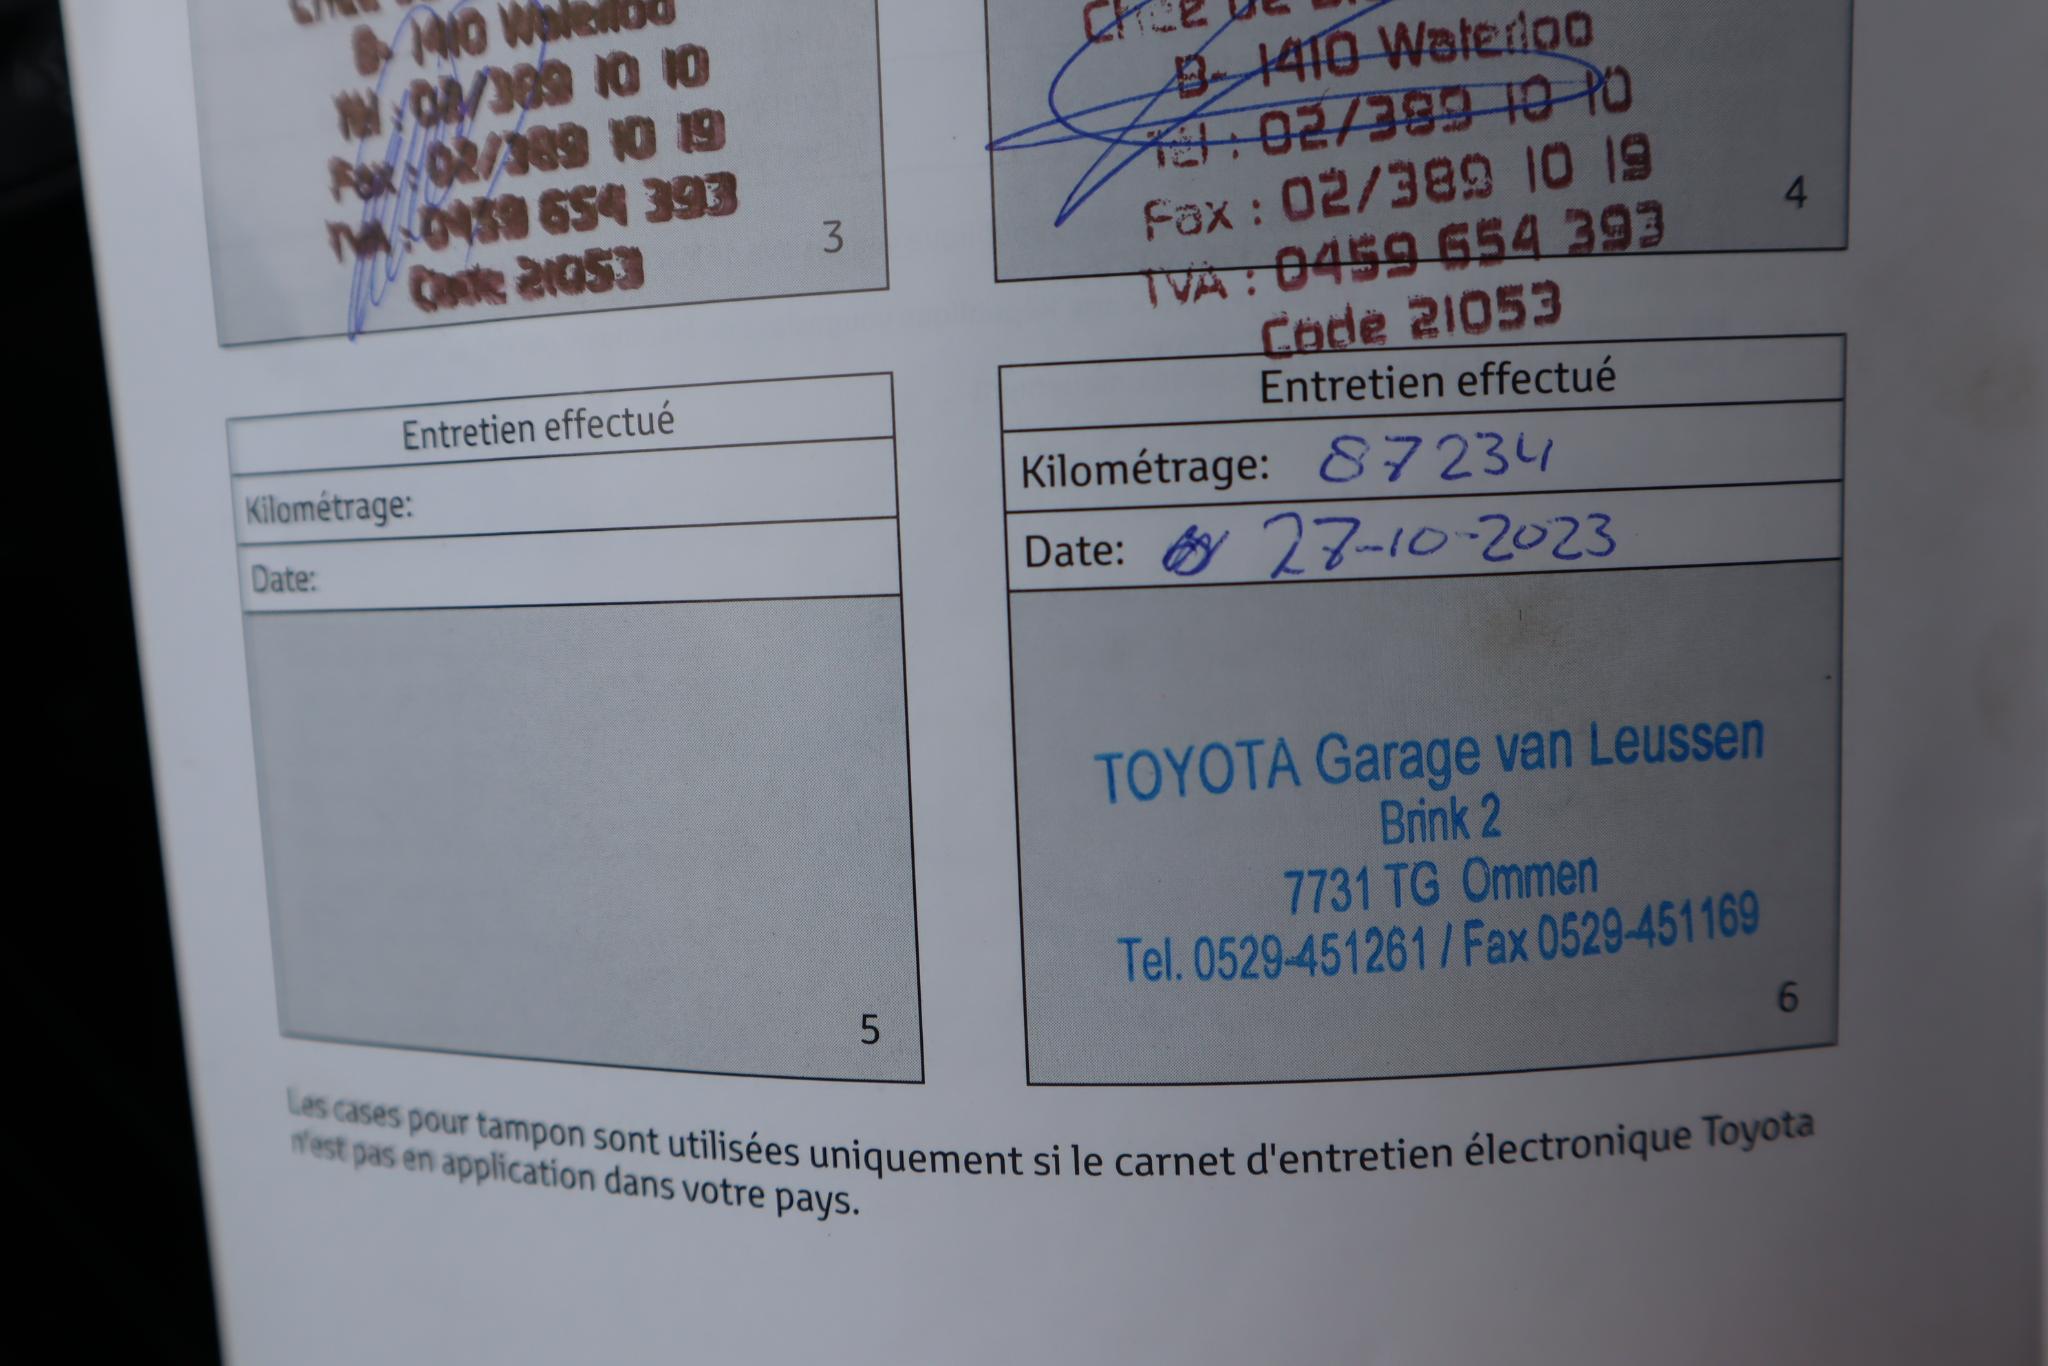 B- 1410 Waterloo
Tél : 02/389 10 10
Fax : 02/389 10 19
TVA : 0459 654 393
Code 21053
3
B- 1410 Waterloo
Tél : 02/389 10 10
Fax : 02/389 10 19
TVA : 0459 654 393
Code 21053
4
Entretien effectué
Kilométrage:
Date:
5
Entretien effectué
Kilométrage: 87234
Date: 27-10-2023
TOYOTA Garage van Leussen
Brink 2
7731 TG Ommen
Tel. 0529-451261 / Fax 0529-451169
6
Les cases pour tampon sont utilisées uniquement si le carnet d'entretien électronique Toyota
n'est pas en application dans votre pays.